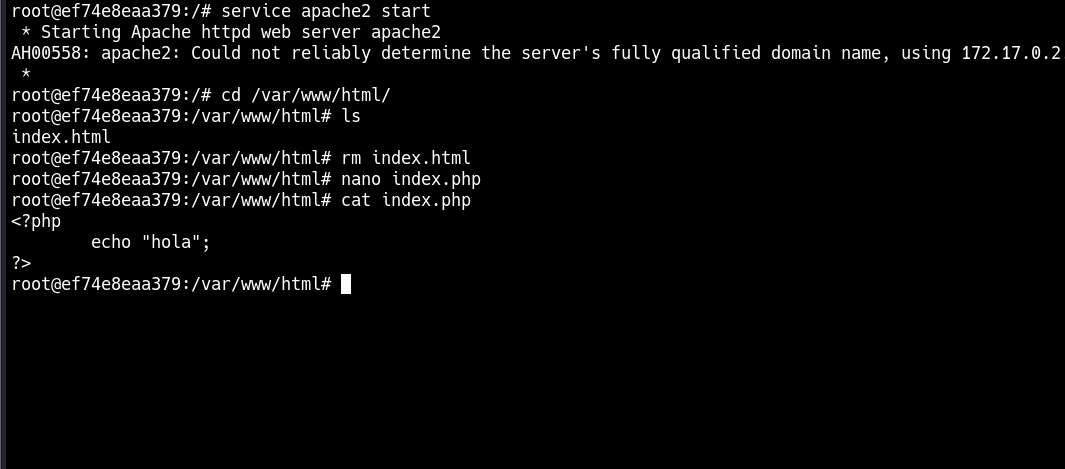 root@ef74e8eaa379:/# service apache2 start
 * Starting Apache httpd web server apache2
AH00558: apache2: Could not reliably determine the server's fully qualified domain name, using 172.17.0.2
 *
root@ef74e8eaa379:/# cd /var/www/html/
root@ef74e8eaa379:/var/www/html# ls
index.html
root@ef74e8eaa379:/var/www/html# rm index.html
root@ef74e8eaa379:/var/www/html# nano index.php
root@ef74e8eaa379:/var/www/html# cat index.php
<?php
        echo "hola";
?>
root@ef74e8eaa379:/var/www/html#